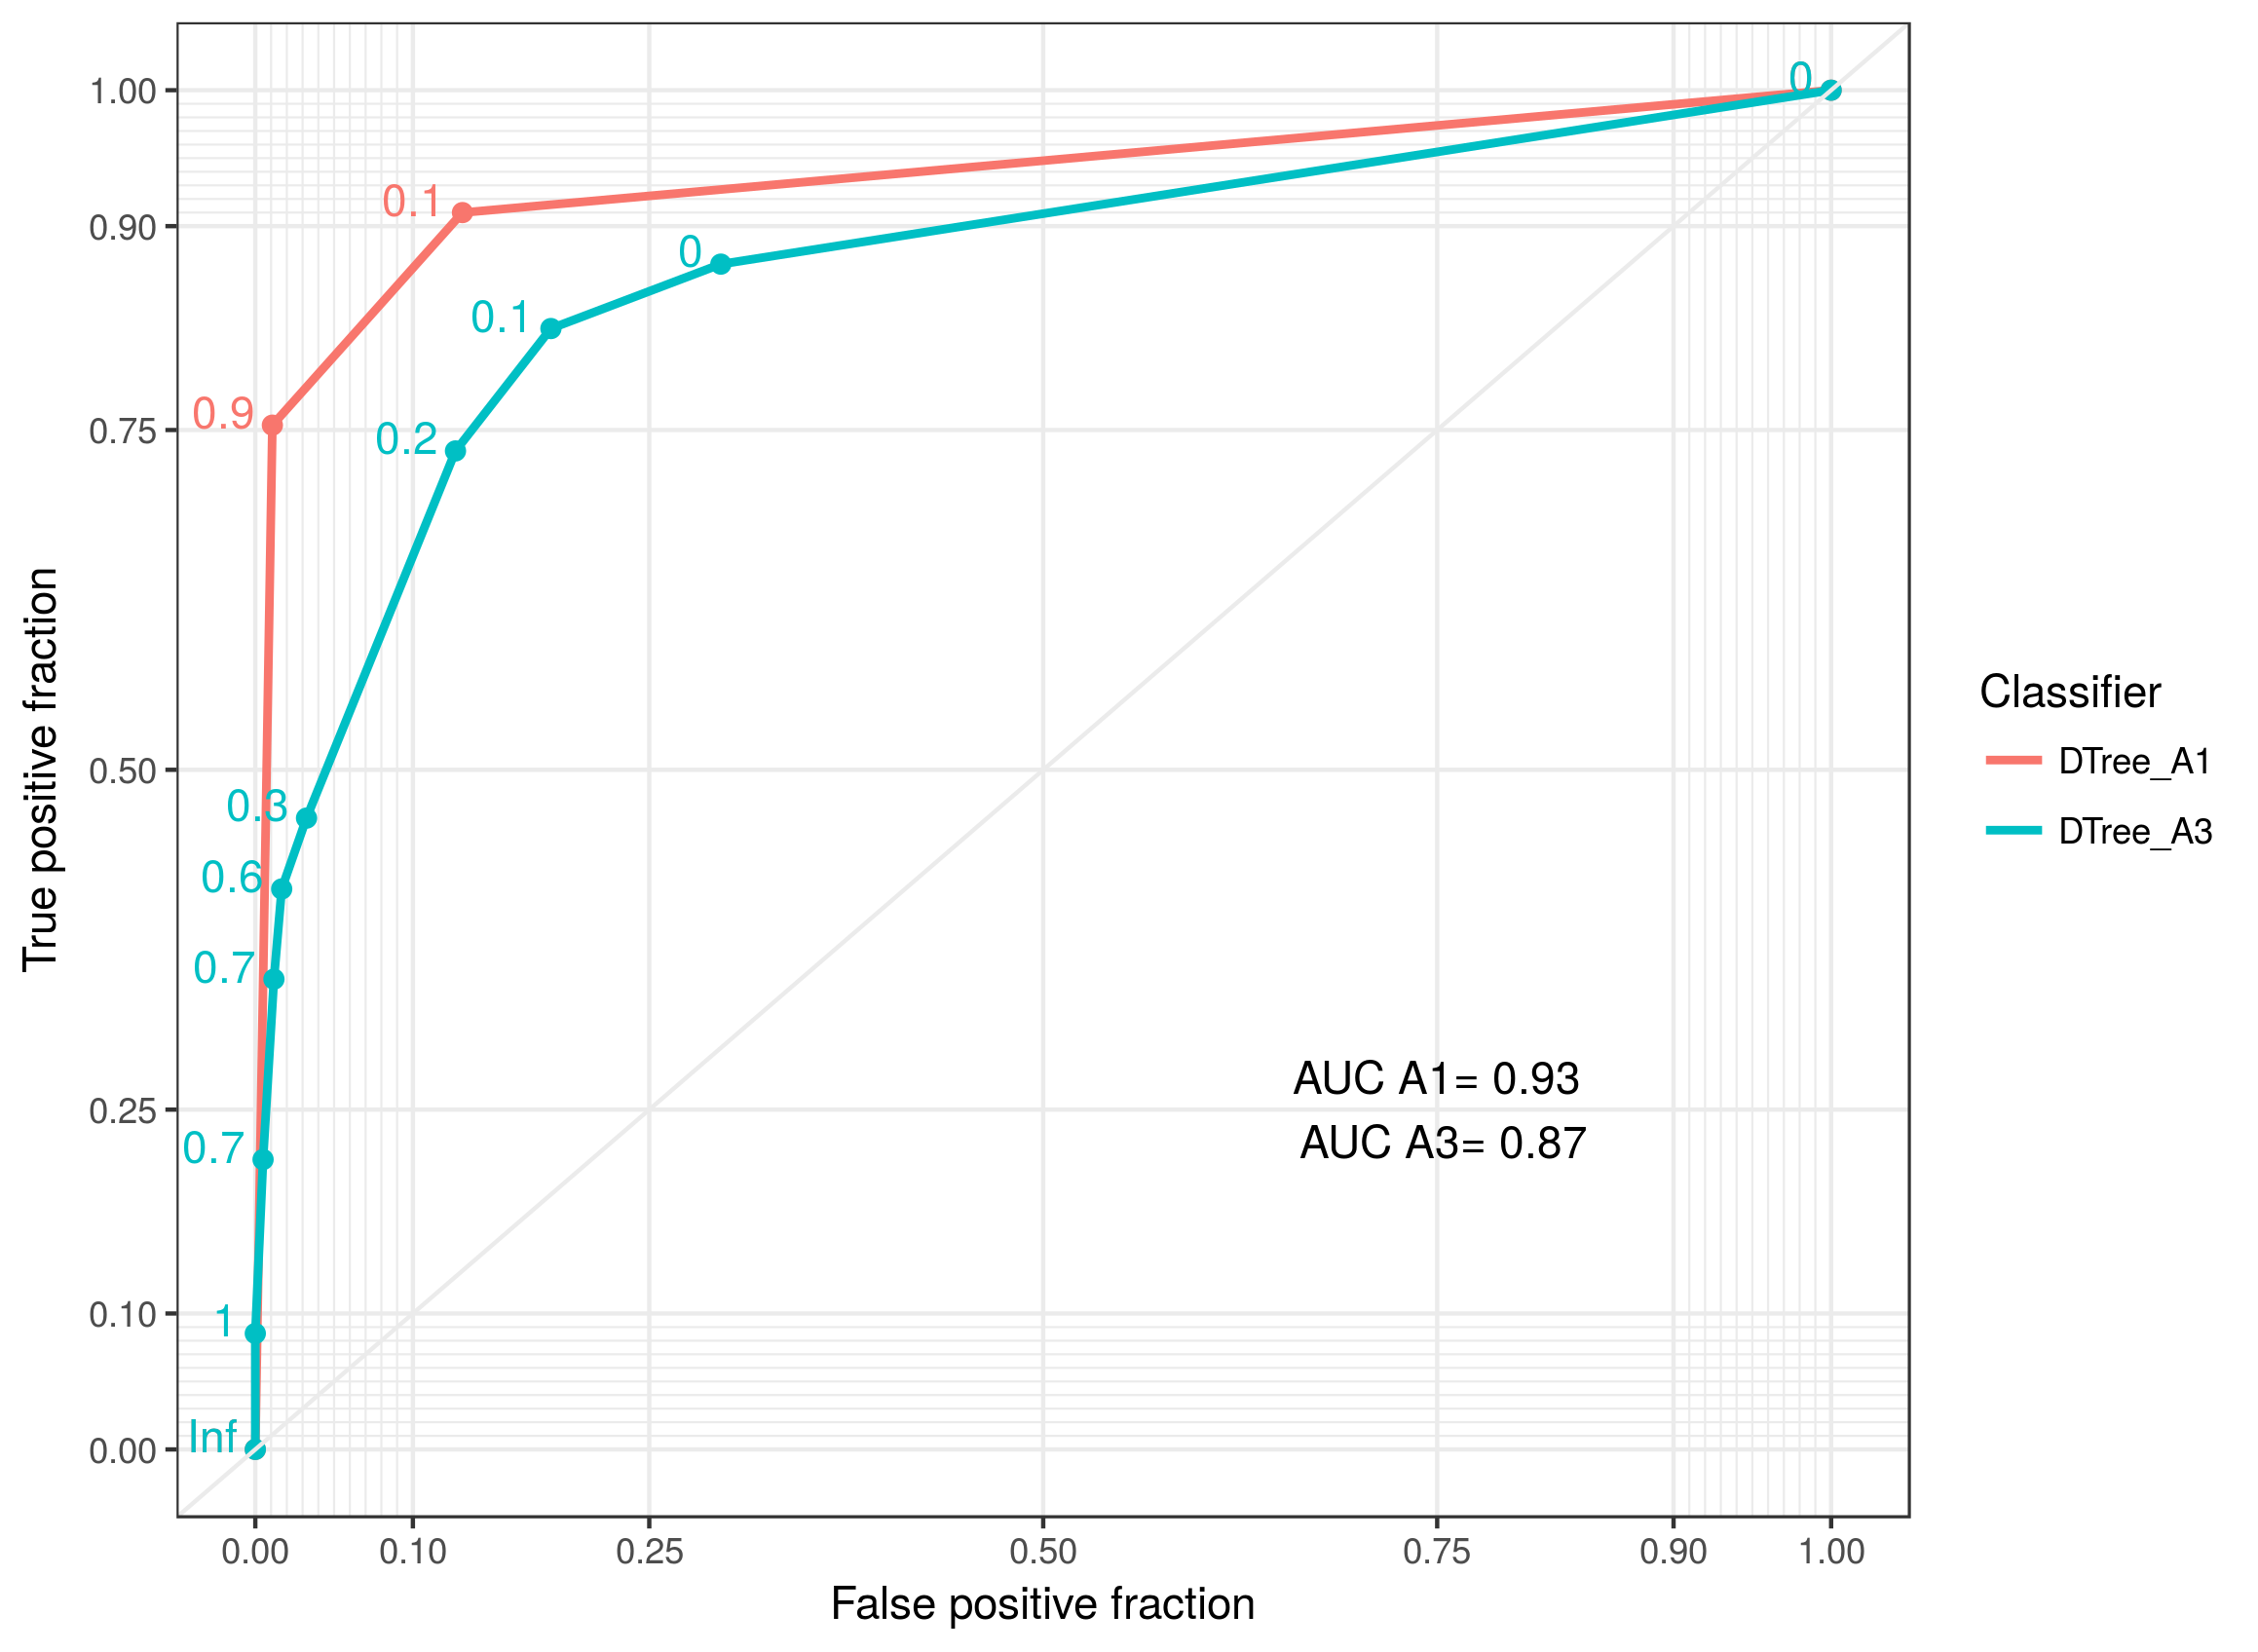 0
1.00
0.1
0.90
0
0.1
0.9
0.75
0.2
0.50
0.3
0.6
0.7
AUC A1= 0.93
0.25
AUC A3= 0.87
0.7
0.10
1
Inf
0.00
0.00 0.10 0.25 0.50 0.75 0.90 1.00
False positive fraction
True positive fraction
Classifier
DTree_A1
DTree_A3